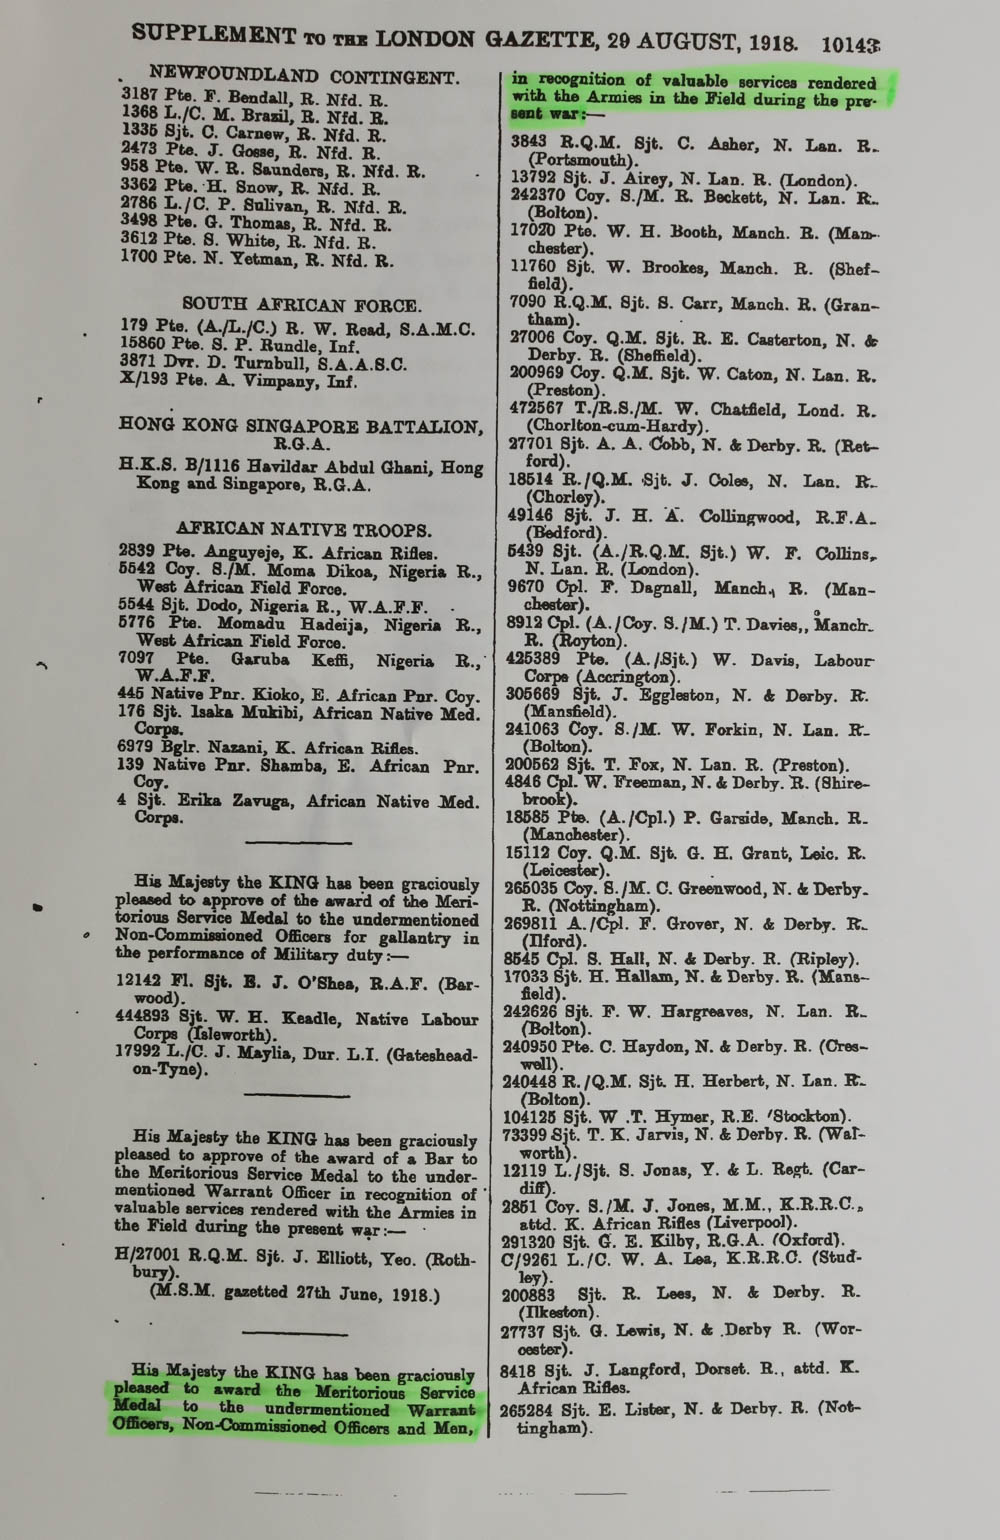 SUPPLEMENT TO THE LONDON GAZETTE, 29 AUGUST, 1918. 10143
NEWFOUNDLAND CONTINGENT.
3187 Pte. F. Bendall, R. Nfd. R.
1368 L./C. M. Brazil, R. Nfd. R.
1335 Sjt. C. Carnew, R. Nfd. R.
2473 Pte. J. Gosse, R. Nfd. R.
958 Pte. W. R. Saunders, R. Nfd. R.
3362 Pte. H. Snow, R. Nfd. R.
2786 L./C. P. Sulivan, R. Nfd. R.
3498 Pte. G. Thomas, R. Nfd. R.
3612 Pte. S. White, R. Nfd. R.
1700 Pte. N. Yetman, R. Nfd. R.
SOUTH AFRICAN FORCE.
179 Pte. (A./L./C.) R. W. Read, S.A.M.C.
15860 Pte. S. P. Rundle, Inf.
3871 Dvr. D. Turnbull, S.A.A.S.C.
X/193 Pte. A. Vimpany, Inf.
HONG KONG SINGAPORE BATTALION,
R.G.A.
H.K.S. B/1116 Havildar Abdul Ghani, Hong
Kong and Singapore, R.G.A.
AFRICAN NATIVE TROOPS.
2839 Pte. Anguyeje, K. African Rifles.
5542 Coy. S./M. Moma Dikoa, Nigeria R.,
West African Field Force.
5544 Sjt. Dodo, Nigeria R., W.A.F.F.
5776 Pte. Momadu Hadeija, Nigeria R.,
West African Field Force.
7097 Pte. Garuba Keffi, Nigeria R.,
W.A.F.F.
445 Native Pnr. Kioko, E. African Pnr. Coy.
176 Sjt. Isaka Mukibi, African Native Med.
Corps.
6979 Bglr. Nazani, K. African Rifles.
139 Native Pnr. Shamba, E. African Pnr.
Coy.
4 Sjt. Erika Zavuga, African Native Med.
Corps.
His Majesty the KING has been graciously
pleased to approve of the award of the Meri-
torious Service Medal to the undermentioned
Non-Commissioned Officers for gallantry in
the performance of Military duty:—
12142 Fl. Sjt. E. J. O'Shea, R.A.F. (Bar-
wood).
444893 Sjt. W. H. Keadle, Native Labour
Corps (Isleworth).
17992 L./C. J. Maylia, Dur. L.I. (Gateshead-
on-Tyne).
His Majesty the KING has been graciously
pleased to approve of the award of a Bar to
the Meritorious Service Medal to the under-
mentioned Warrant Officer in recognition of
valuable services rendered with the Armies in
the Field during the present war:—
H/27001 R.Q.M. Sjt. J. Elliott, Yeo. (Roth-
bury).
(M.S.M. gazetted 27th June, 1918.)
His Majesty the KING has been graciously
pleased to award the Meritorious Service
Medal to the undermentioned Warrant
Officers, Non-Commissioned Officers and Men,
in recognition of valuable services rendered
with the Armies in the Field during the pre-
sent war:—
3843 R.Q.M. Sjt. C. Asher, N. Lan. R.
(Portsmouth).
13792 Sjt. J. Airey, N. Lan. R. (London).
242370 Coy. S./M. R. Beckett, N. Lan. R.
(Bolton).
17020 Pte. W. H. Booth, Manch. R. (Man-
chester).
11760 Sjt. W. Brookes, Manch. R. (Shef-
field).
7090 R.Q.M. Sjt. S. Carr, Manch. R. (Gran-
tham).
27006 Coy. Q.M. Sjt. R. E. Casterton, N. &
Derby. R. (Sheffield).
200969 Coy. Q.M. Sjt. W. Caton, N. Lan. R.
(Preston).
472567 T./R.S./M. W. Chatfield, Lond. R.
(Chorlton-cum-Hardy).
27701 Sjt. A. A. Cobb, N. & Derby. R. (Ret-
ford).
18514 R./Q.M. Sjt. J. Coles, N. Lan. R.
(Chorley).
49146 Sjt. J. H. A. Collingwood, R.F.A.
(Bedford).
5439 Sjt. (A./R.Q.M. Sjt.) W. F. Collins,
N. Lan. R. (London).
9670 Cpl. F. Dagnall, Manch. R. (Man-
chester).
8912 Cpl. (A./Coy. S./M.) T. Davies,, Manch.
R. (Royton).
425389 Pte. (A./Sjt.) W. Davis, Labour
Corps (Accrington).
305669 Sjt. J. Eggleston, N. & Derby. R.
(Mansfield).
241063 Coy. S./M. W. Forkin, N. Lan. R.
(Bolton).
200562 Sjt. T. Fox, N. Lan. R. (Preston).
4846 Cpl. W. Freeman, N. & Derby. R. (Shire-
brook).
18585 Pte. (A./Cpl.) P. Garside, Manch. R.
(Manchester).
15112 Coy. Q.M. Sjt. G. H. Grant, Leic. R.
(Leicester).
265035 Coy. S./M. C. Greenwood, N. & Derby.
R. (Nottingham).
269811 A./Cpl. F. Grover, N. & Derby. R.
(Ilford).
8545 Cpl. S. Hall, N. & Derby. R. (Ripley).
17033 Sjt. H. Hallam, N. & Derby. R. (Mans-
field).
242626 Sjt. F. W. Hargreaves, N. Lan. R.
(Bolton).
240950 Pte. C. Haydon, N. & Derby. R. (Cres-
well).
240448 R./Q.M. Sjt. H. Herbert, N. Lan. R.
(Bolton).
104125 Sjt. W .T. Hymer, R.E. (Stockton).
73399 Sjt. T. K. Jarvis, N. & Derby. R. (Wal-
worth).
12119 L./Sjt. S. Jonas, Y. & L. Regt. (Car-
diff).
2851 Coy. S./M. J. Jones, M.M., K.R.R.C.,
attd. K. African Rifles (Liverpool).
291320 Sjt. G. E. Kilby, R.G.A. (Oxford).
C/9261 L./C. W. A. Lea, K.R.R.C. (Stud-
ley).
200883 Sjt. R. Lees, N. & Derby. R.
(Ilkeston).
27737 Sjt. G. Lewis, N. & .Derby R. (Wor-
cester).
8418 Sjt. J. Langford, Dorset. R., attd. K.
African Rifles.
265284 Sjt. E. Lister, N. & Derby. R. (Not-
tingham).